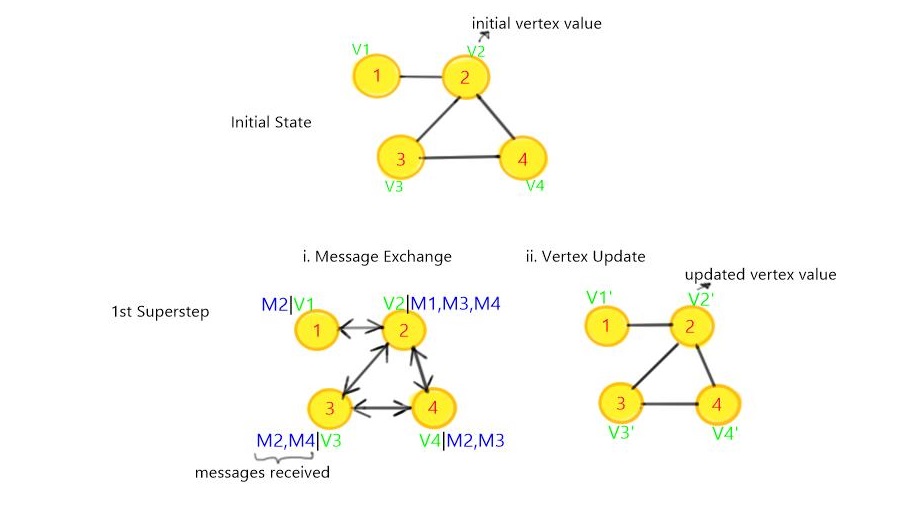 initial vertex value
V1
V2
1
2
Initial State
3
4
V3
V4
i. Message Exchange
ii. Vertex Update
updated vertex value
1st Superstep
M2|V1
V2|M1,M3,M4
1
2
3
4
M2,M4|V3
V4|M2,M3
messages received
V1'
V2'
1
2
3
4
V3'
V4'